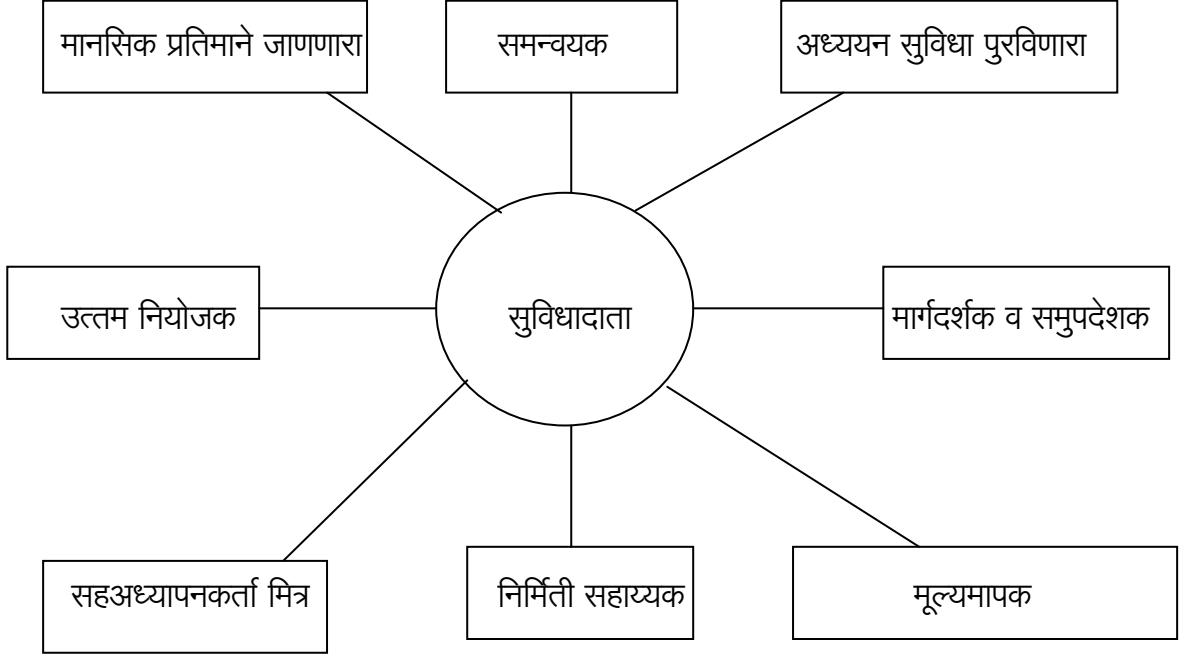 मानसिक प्रतिमाने जाणणारा
समन्वयक
अध्ययन सुविधा पुरविणारा
उत्तम नियोजक
सुविधादाता
मार्गदर्शक व समुपदेशक
सहअध्यापनकर्ता मित्र
निर्मिती सहाय्यक
मूल्यमापक